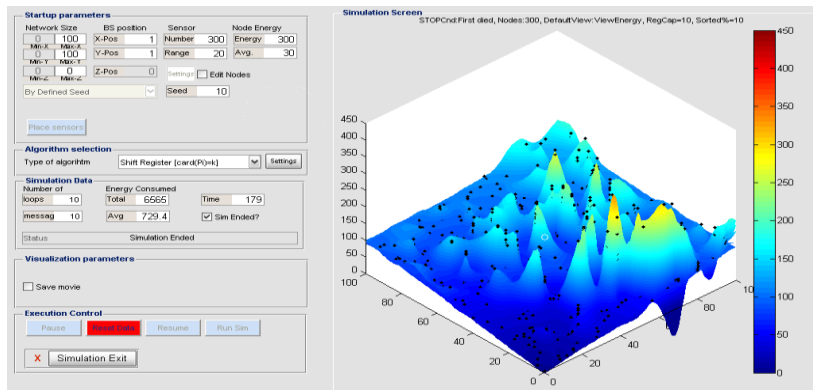 Startup parameters
Network Size BS position Sensor Node Energy
0 100 X-Pos 1 Number 300 Energy 300
Min-X Max-X
0 100 Y-Pos 1 Range 20 Avg. 30
Min-Y Max-Y
0 0 Z-Pos 0 Settings Edit Nodes
Min-Z Max-Z
By Defined Seed Seed 10
Place sensors
Algorithm selection
Type of algorihtm Shift Register [card(Pi)=k] Settings
Simulation Data
Number of Energy Consumed
loops 10 Total 6565 Time 179
messag 10 Avg 729.4 Sim Ended?
Status Simulation Ended
Visualization parameters
Save movie
Execution Control
Pause Reset Data Resume Run Sim
X Simulation Exit
Simulation Screen
STOPCnd:First died, Nodes:300, DefaultView:ViewEnergy, RegCap=10, Sorted%=10
450
400
350
300
250
200
150
100
50
0
100
80
60
40
20
0
0
20
40
60
80
10
450
400
350
300
250
200
150
100
50
0